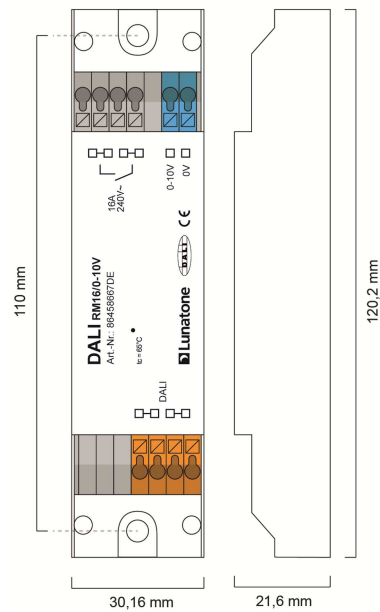 16A
240V~
0-10V
0V
DALI RM16/0-10V
Art.-Nr.: 86458667DE
tc=65°C
Lunatone
DALI
CE
DALI
110 mm
120,2 mm
30,16 mm
21,6 mm